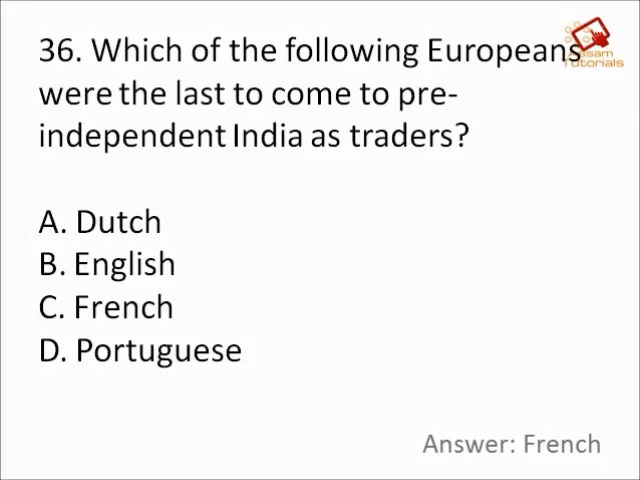 36. Which of the following Europeans
were the last to come to pre-
independent India as traders?
A. Dutch
B. English
C. French
D. Portuguese
Answer: French
Tutorials